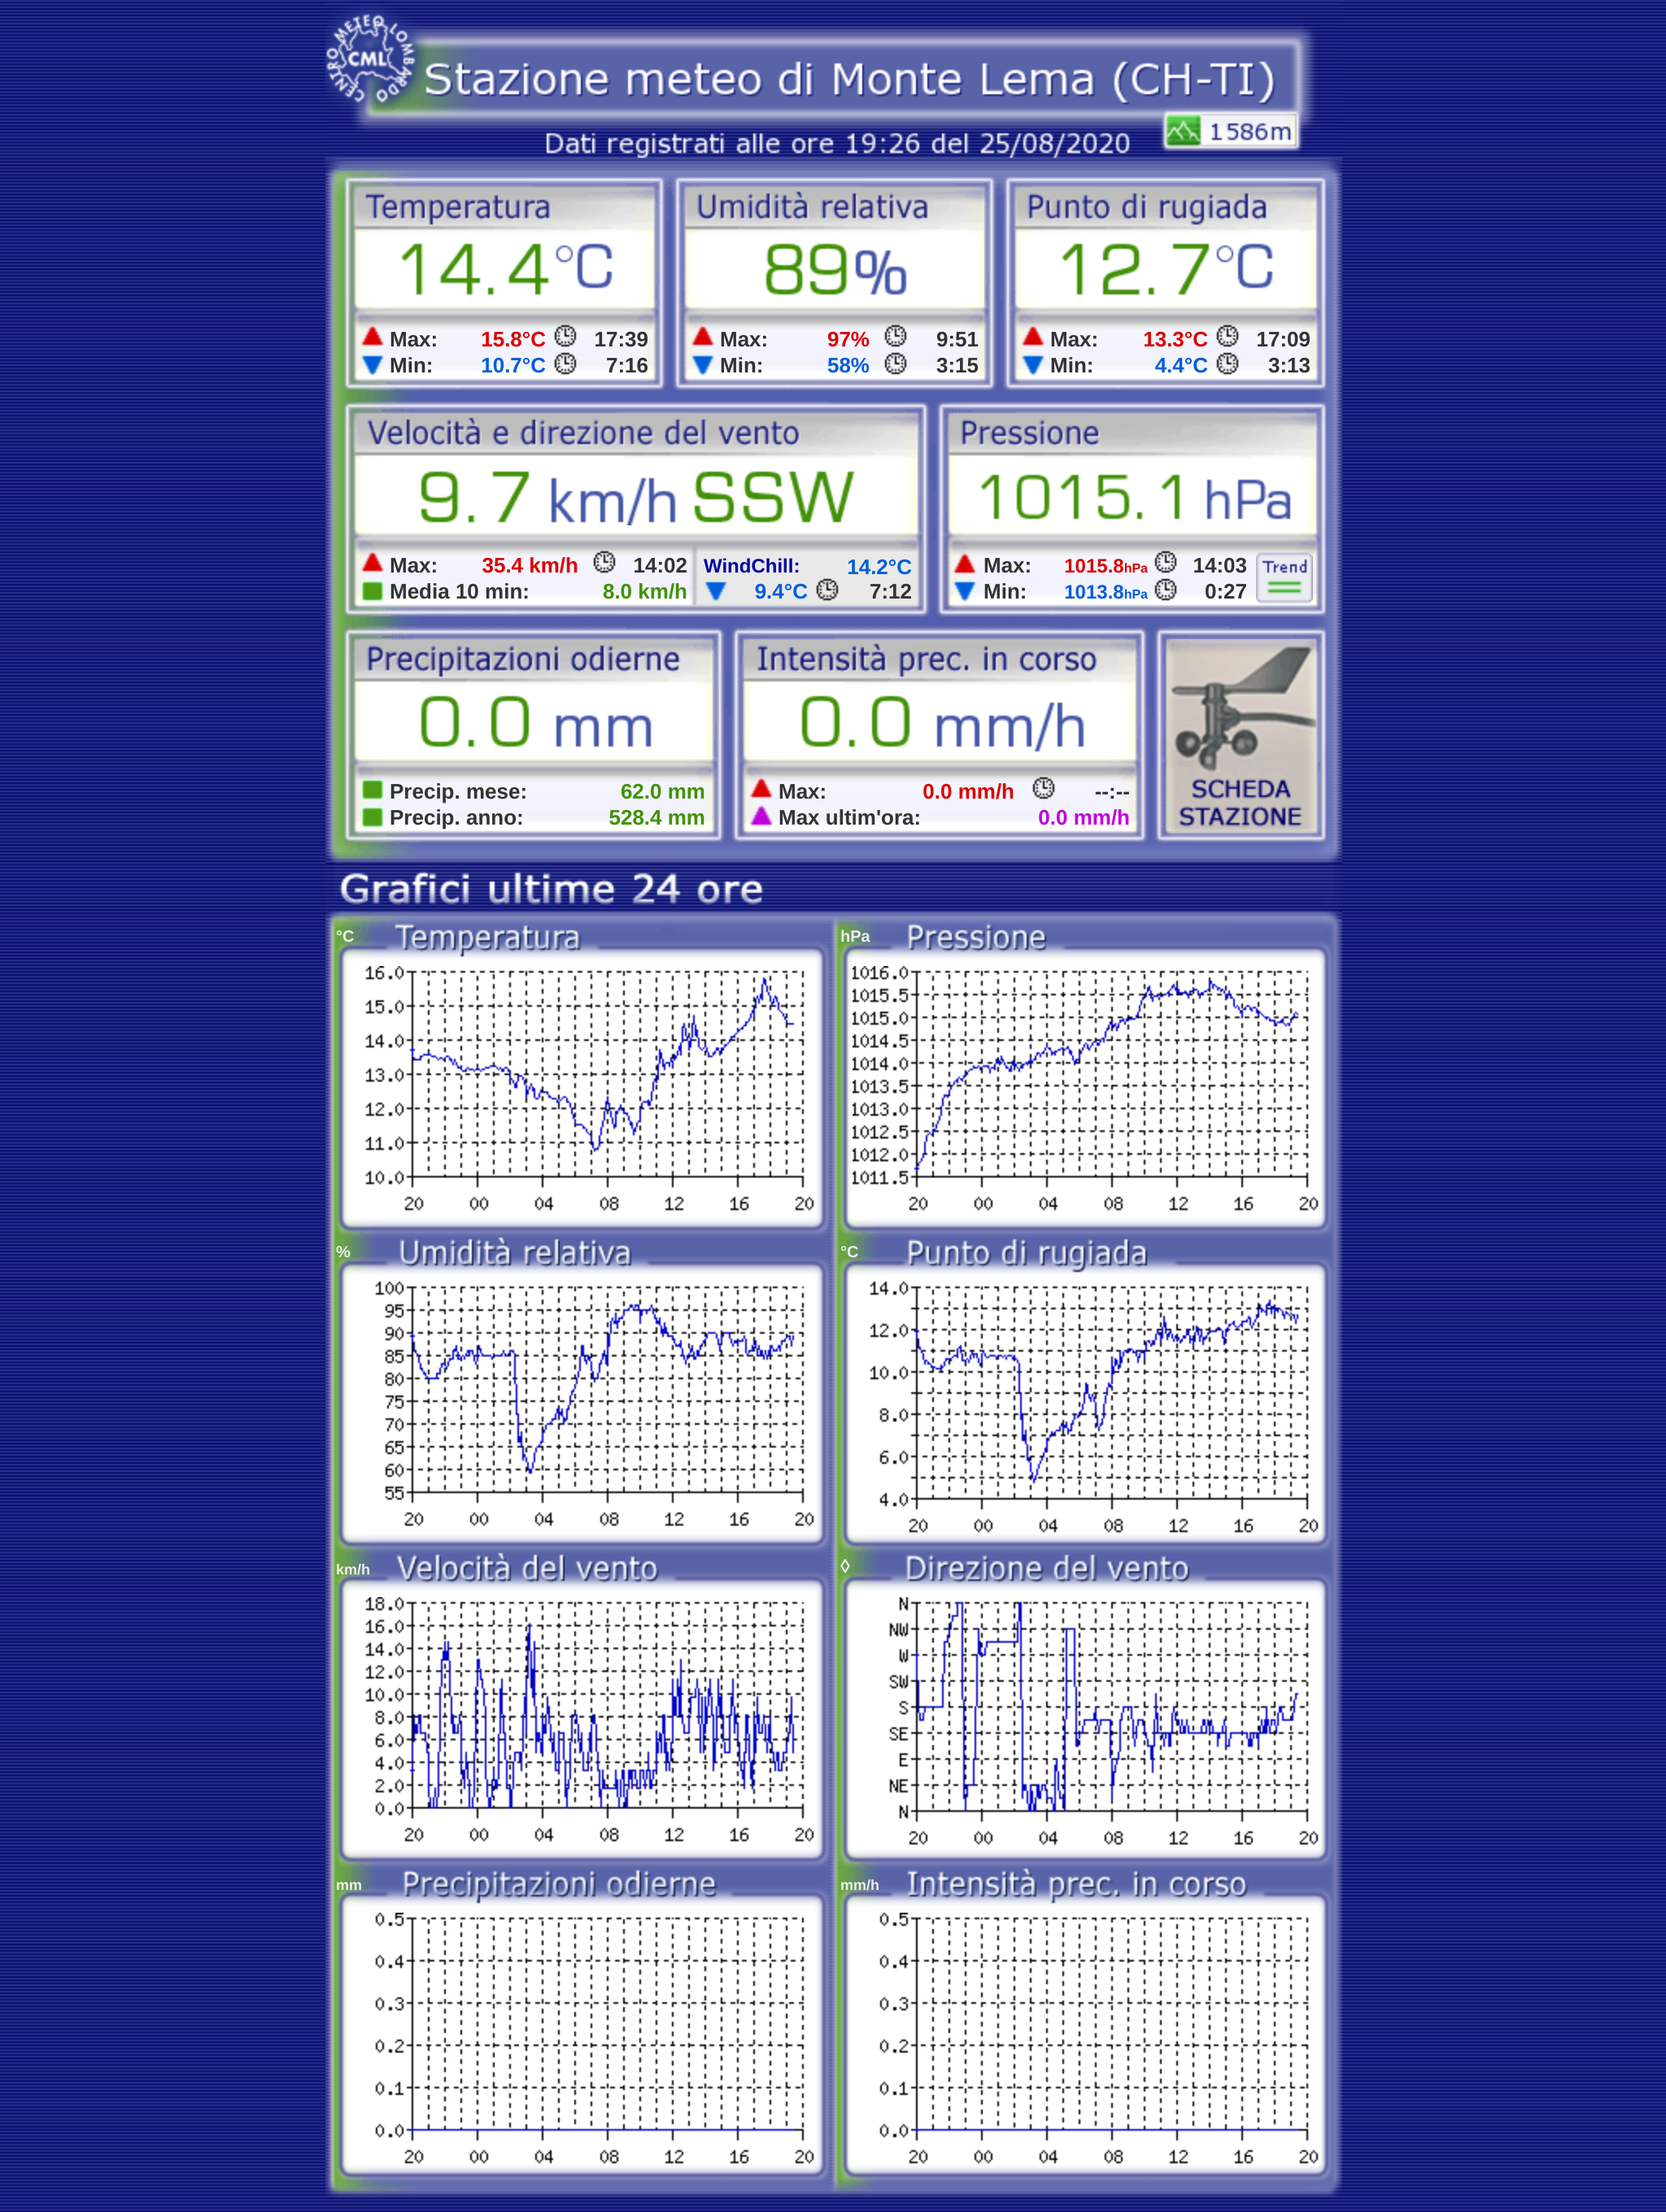 CENTRO METEO LOMBARDO
CML
Stazione meteo di Monte Lema (CH-TI)
1586m
Dati registrati alle ore 19:26 del 25/08/2020
Temperatura Umidità relativa Punto di rugiada
14.4°C 89% 12.7°C
Max: 15.8°C 17:39 Max: 97% 9:51 Max: 13.3°C 17:09
Min: 10.7°C 7:16 Min: 58% 3:15 Min: 4.4°C 3:13
Velocità e direzione del vento Pressione
9.7 km/h SSW 1015.1 hPa
Max: 35.4 km/h 14:02 WindChill: 14.2°C Max: 1015.8hPa 14:03 Trend
Media 10 min: 8.0 km/h 9.4°C 7:12 Min: 1013.8hPa 0:27
Precipitazioni odierne Intensità prec. in corso
0.0 mm 0.0 mm/h
Precip. mese: 62.0 mm Max: 0.0 mm/h --:-- SCHEDA
Precip. anno: 528.4 mm Max ultim'ora: 0.0 mm/h STAZIONE
Grafici ultime 24 ore
°C Temperatura
16.0
15.0
14.0
13.0
12.0
11.0
10.0
20 00 04 08 12 16 20
hPa Pressione
1016.0
1015.5
1015.0
1014.5
1014.0
1013.5
1013.0
1012.5
1012.0
1011.5
20 00 04 08 12 16 20
% Umidità relativa
100
95
90
85
80
75
70
65
60
55
20 00 04 08 12 16 20
°C Punto di rugiada
14.0
12.0
10.0
8.0
6.0
4.0
20 00 04 08 12 16 20
km/h Velocità del vento
18.0
16.0
14.0
12.0
10.0
8.0
6.0
4.0
2.0
0.0
20 00 04 08 12 16 20
◊ Direzione del vento
N
NW
W
SW
S
SE
E
NE
N
20 00 04 08 12 16 20
mm Precipitazioni odierne
0.5
0.4
0.3
0.2
0.1
0.0
20 00 04 08 12 16 20
mm/h Intensità prec. in corso
0.5
0.4
0.3
0.2
0.1
0.0
20 00 04 08 12 16 20